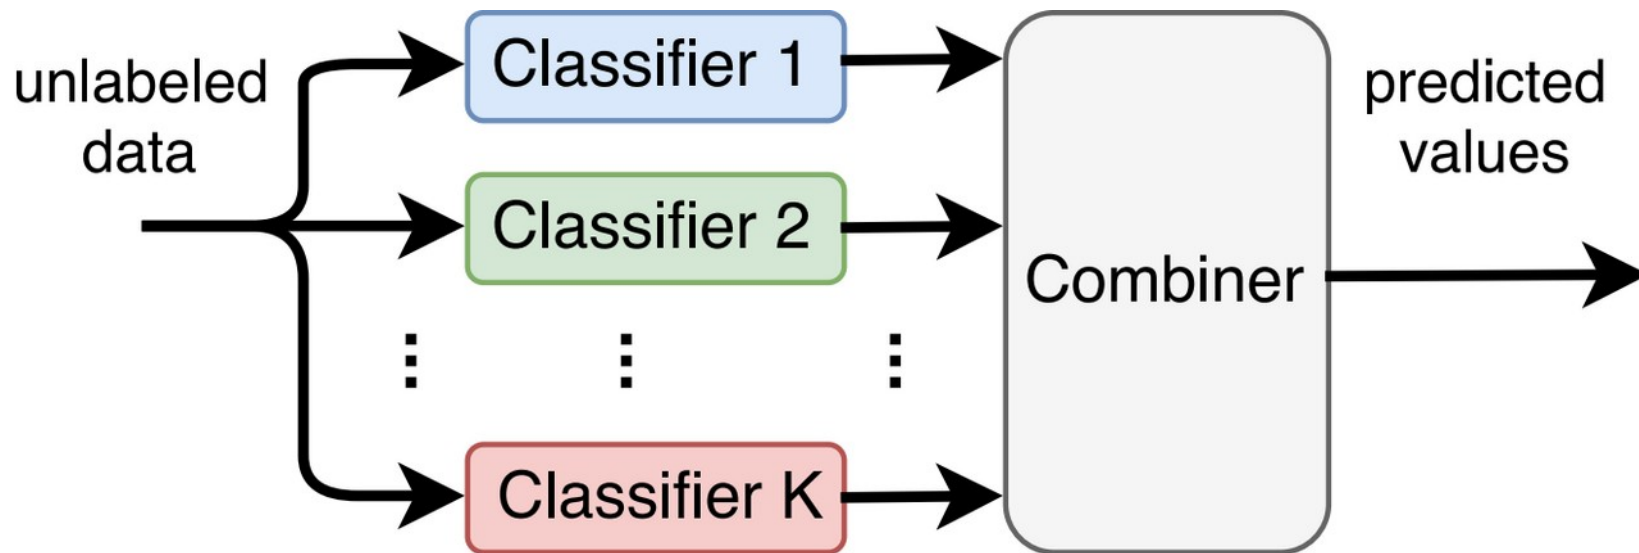 unlabeled
data
Classifier 1
Classifier 2
Classifier K
Combiner
predicted
values